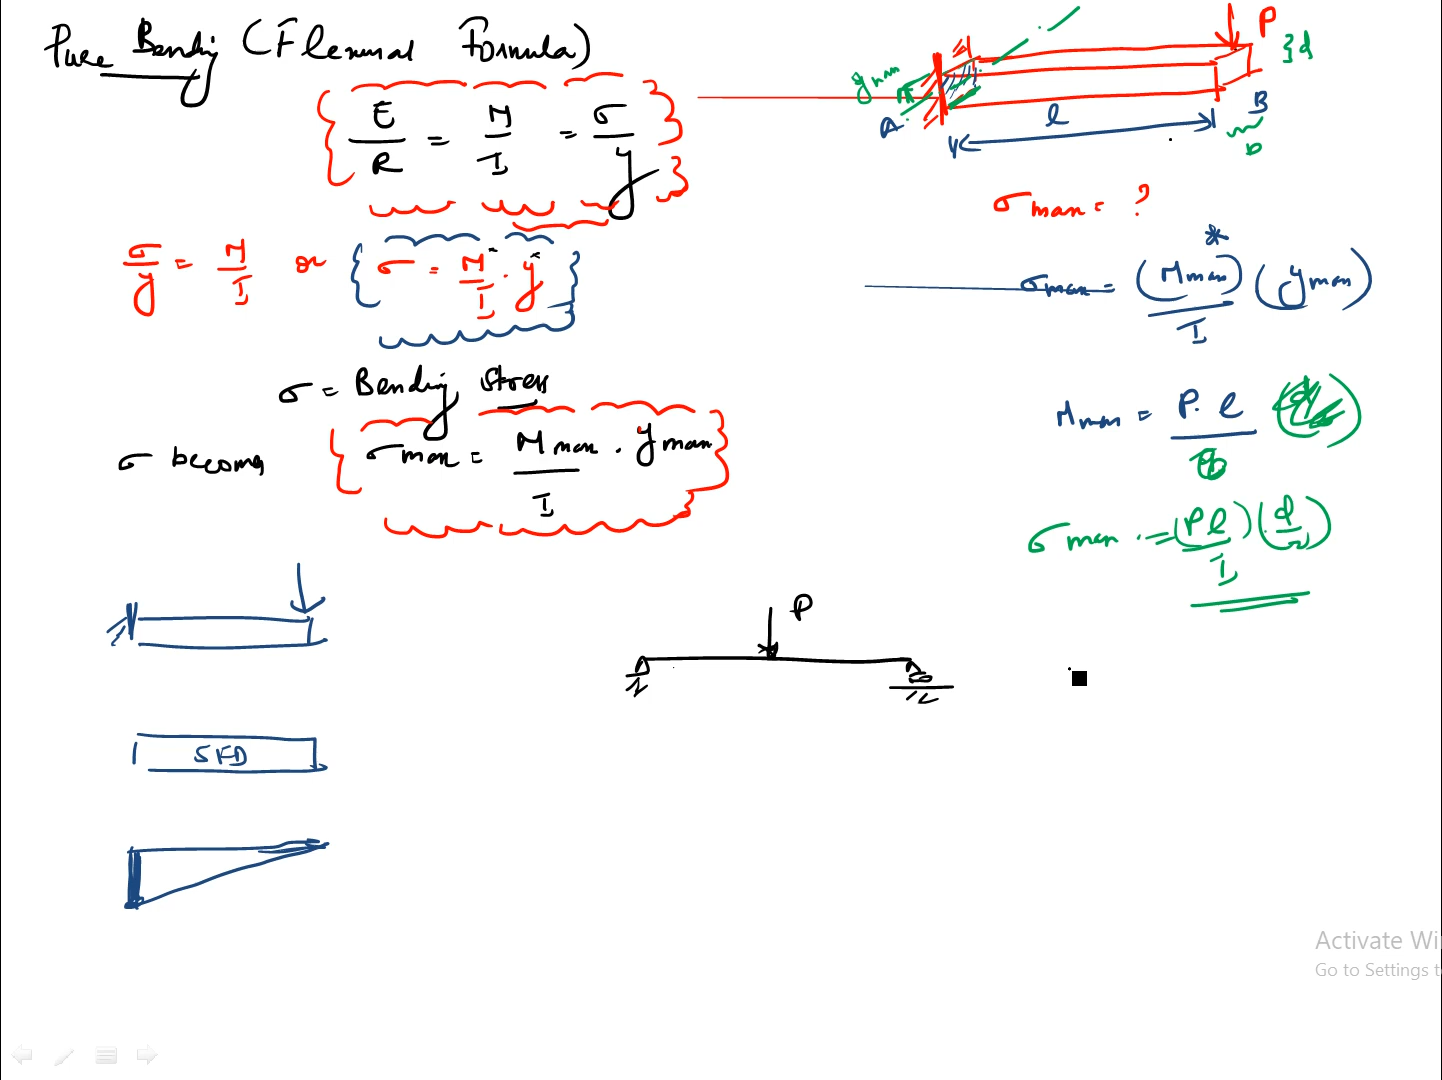 Pure Bending (Flexural Formula)
E/R = M/I = σ/y
σ/y = M/I or { σ = M/I · y }
σ = Bending Stress
σ becomes { σmax = Mmax/I · ymax }
SFD
P
P
d
ymax
A
B
l
b
σmax = ?
*
σmax = (Mmax)/I (ymax)
Mmax = P·l
σmax = (Pl)/I (d/2)
Activate Wi
Go to Settings t